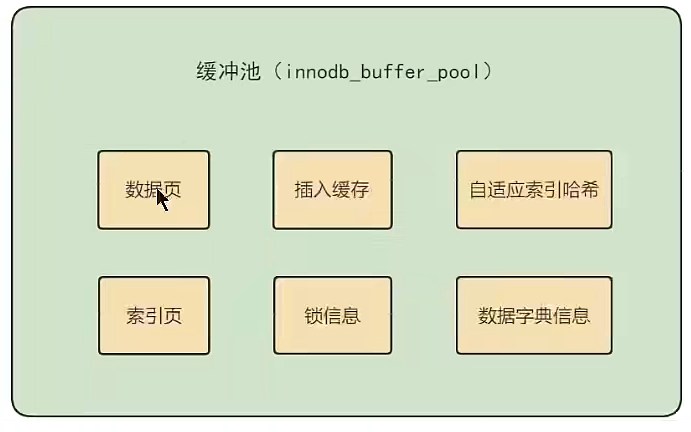 缓冲池（innodb_buffer_pool）
数据页
插入缓存
自适应索引哈希
索引页
锁信息
数据字典信息